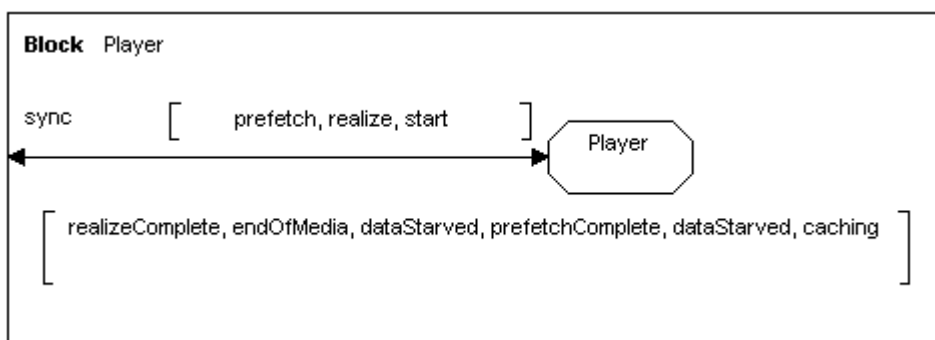 Block Player
sync
prefetch, realize, start
Player
realizeComplete, endOfMedia, dataStarved, prefetchComplete, dataStarved, caching